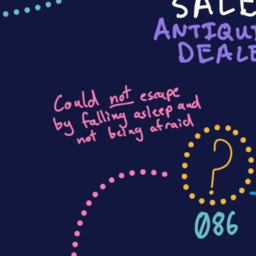 SALE
ANTIQU
DEALE
Could not escape
by falling asleep and
not being afraid
?
086